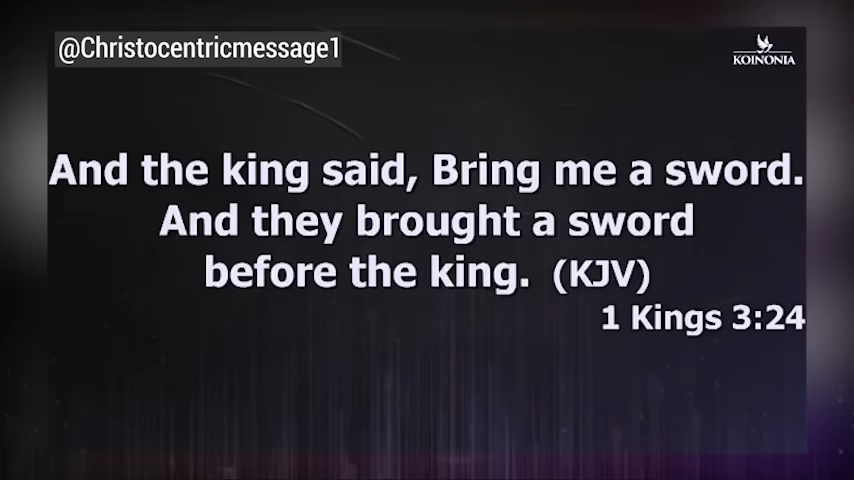 @Christocentricmessage1
KOINONIA
And the king said, Bring me a sword.
And they brought a sword
before the king. (KJV)
1 Kings 3:24